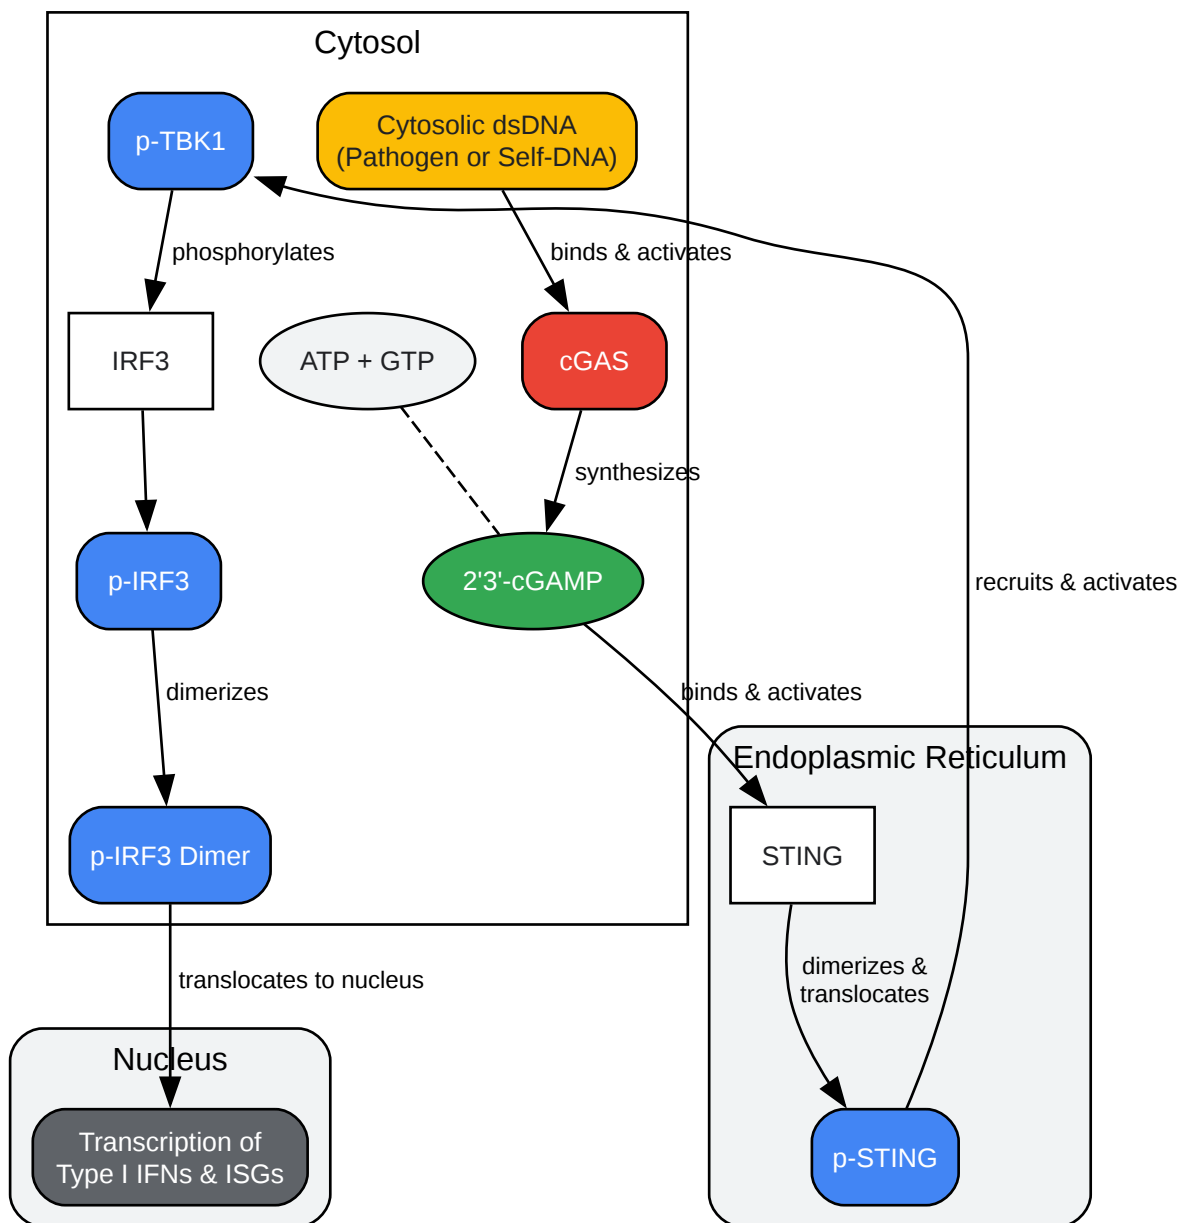 Cytosol
p-TBK1
Cytosolic dsDNA
(Pathogen or Self-DNA)
phosphorylates
binds & activates
IRF3
ATP + GTP
cGAS
synthesizes
p-IRF3
2'3'-cGAMP
recruits & activates
dimerizes
binds & activates
Endoplasmic Reticulum
p-IRF3 Dimer
STING
translocates to nucleus
dimerizes &
translocates
Nucleus
Transcription of
Type I IFNs & ISGs
p-STING